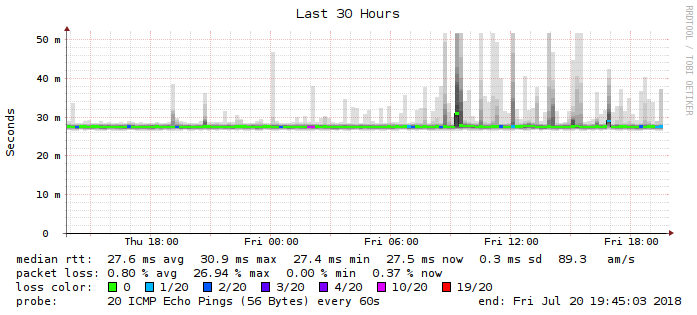 Last 30 Hours
RRDTOOL / TOBI OETIKER
Seconds
50 m
40 m
30 m
20 m
10 m
0
Thu 18:00 Fri 00:00 Fri 06:00 Fri 12:00 Fri 18:00
median rtt: 27.6 ms avg 30.9 ms max 27.4 ms min 27.5 ms now 0.3 ms sd 89.3 am/s
packet loss: 0.80 % avg 26.94 % max 0.00 % min 0.37 % now
loss color: 0 1/20 2/20 3/20 4/20 10/20 19/20
probe: 20 ICMP Echo Pings (56 Bytes) every 60s end: Fri Jul 20 19:45:03 2018